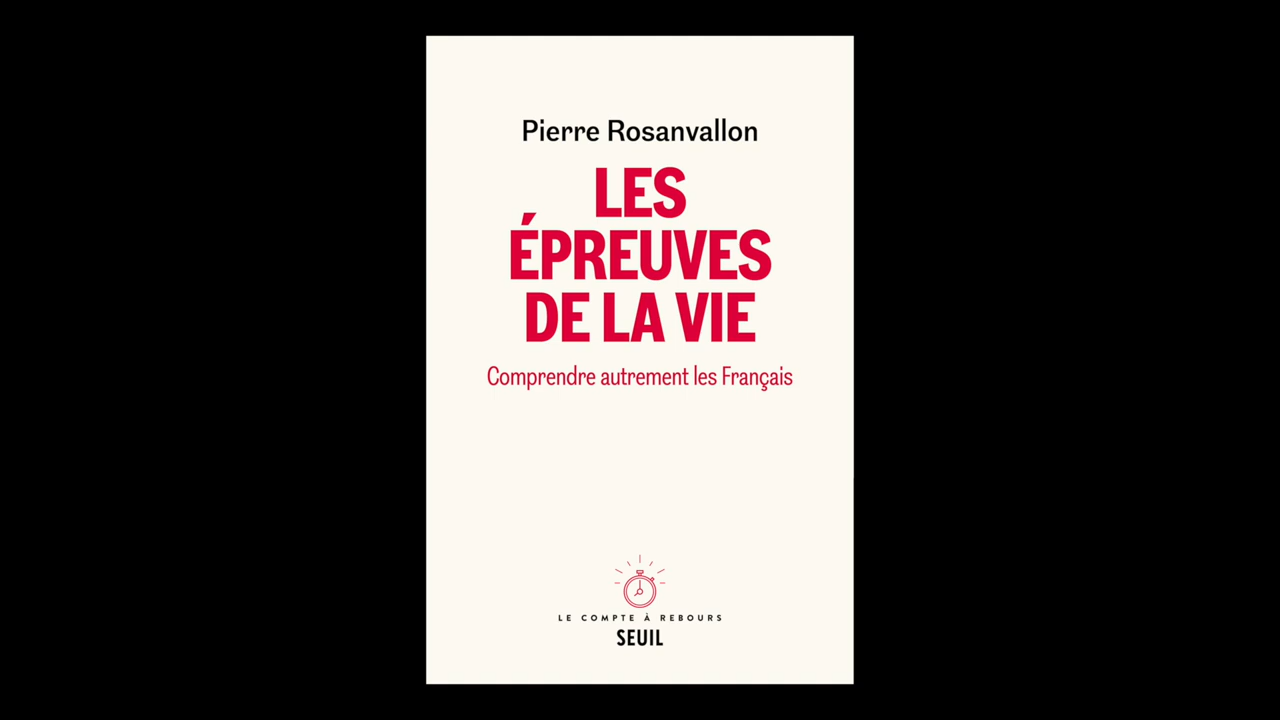 Pierre Rosanvallon
LES
ÉPREUVES
DE LA VIE
Comprendre autrement les Français
LE COMPTE À REBOURS
SEUIL